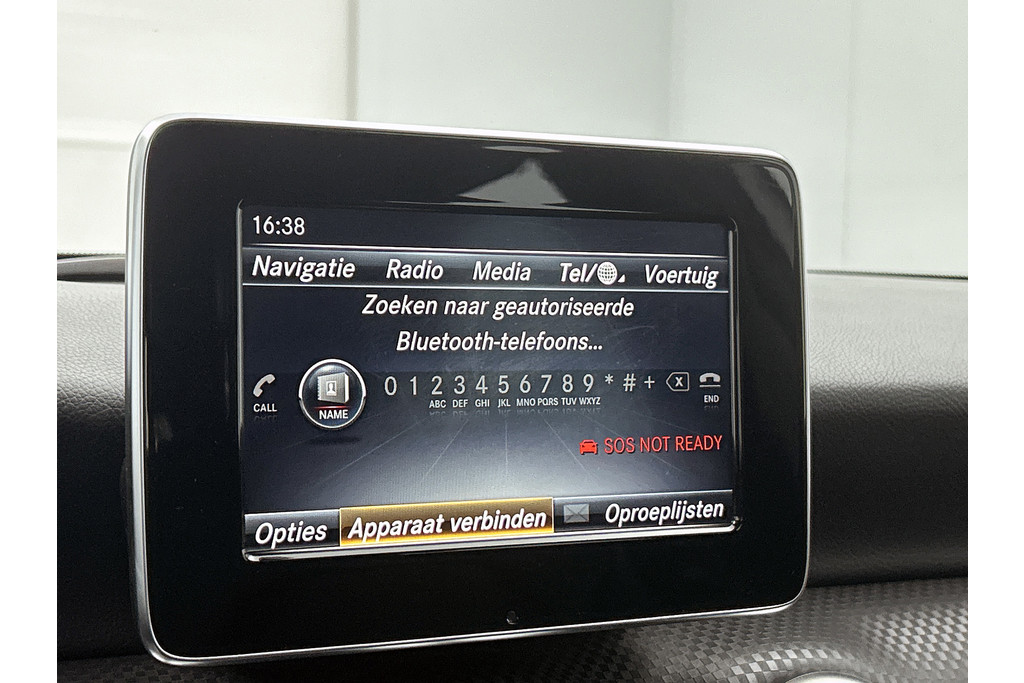 16:38
Navigatie Radio Media Tel/ Voertuig
Zoeken naar geautoriseerde
Bluetooth-telefoons...
CALL NAME 0 1 2 3 4 5 6 7 8 9 * # + X END
ABC DEF GHI JKL MNO PQRS TUV WXYZ
SOS NOT READY
Opties Apparaat verbinden Oproeplijsten